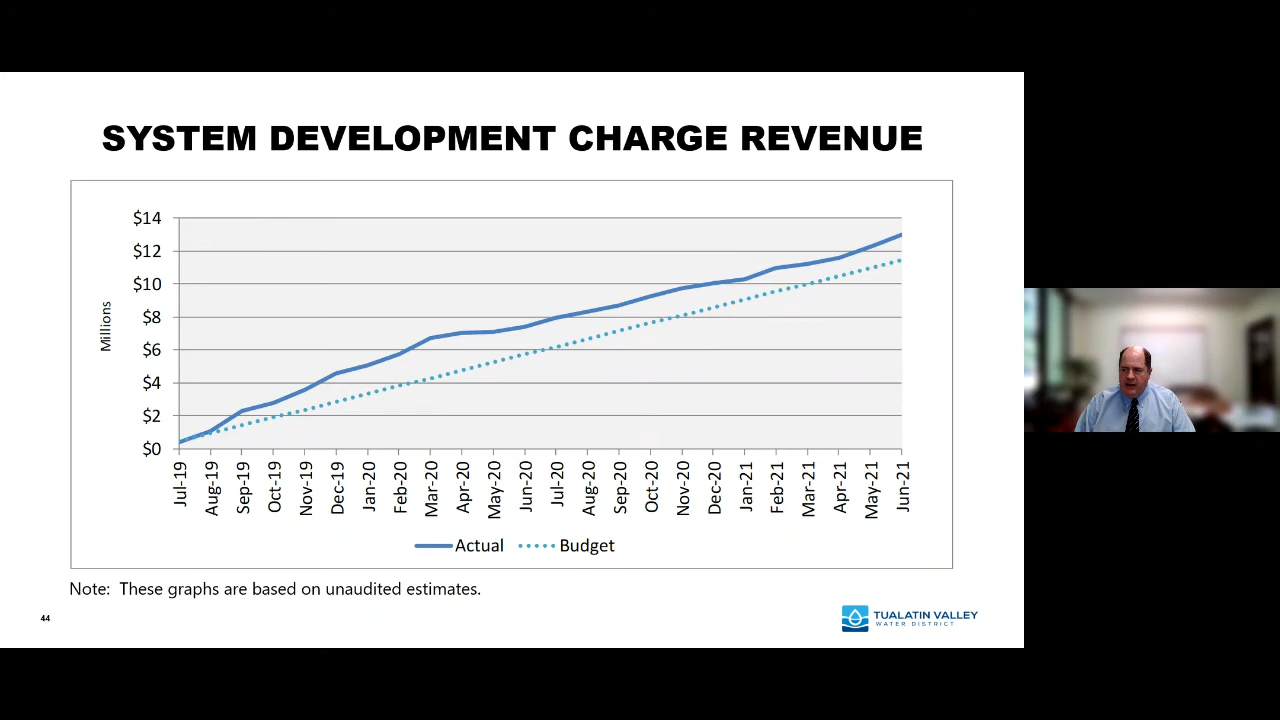 SYSTEM DEVELOPMENT CHARGE REVENUE
Millions
$14
$12
$10
$8
$6
$4
$2
$0
Jul-19
Aug-19
Sep-19
Oct-19
Nov-19
Dec-19
Jan-20
Feb-20
Mar-20
Apr-20
May-20
Jun-20
Jul-20
Aug-20
Sep-20
Oct-20
Nov-20
Dec-20
Jan-21
Feb-21
Mar-21
Apr-21
May-21
Jun-21
Actual Budget
Note: These graphs are based on unaudited estimates.
44
TUALATIN VALLEY
WATER DISTRICT